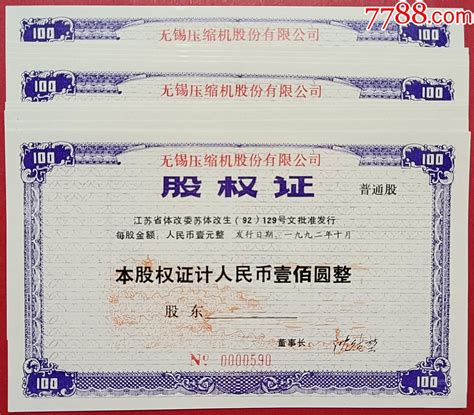 7788.com
100 无锡压缩机股份有限公司 100
100 无锡压缩机股份有限公司 100
无锡压缩机股份有限公司
100 100
股权证 普通股
江苏省体改委苏体改生（92）129号文批准发行
每股金额：人民币壹元整 发行日期：一九九二年十月
本股权证计人民币壹佰圆整
股东
董事长
№ 0000590
100 100